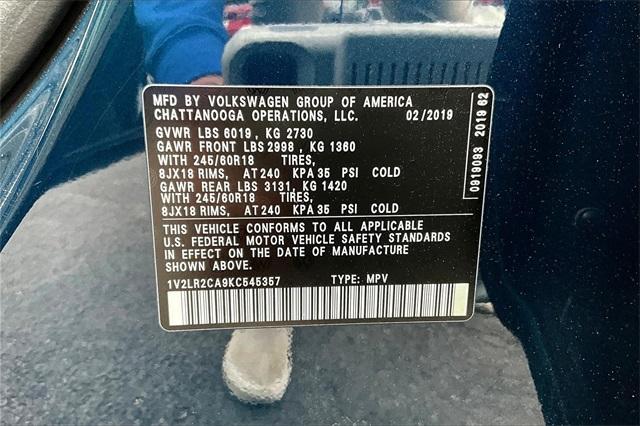 MFD BY VOLKSWAGEN GROUP OF AMERICA
CHATTANOOGA OPERATIONS, LLC. 02/2019
GVWR LBS 6019, KG 2730
GAWR FRONT LBS 2998, KG 1360
WITH 245/60R18 TIRES,
8JX18 RIMS, AT 240 KPA 35 PSI COLD
GAWR REAR LBS 3131, KG 1420
WITH 245/60R18 TIRES,
8JX18 RIMS, AT 240 KPA 35 PSI COLD
THIS VEHICLE CONFORMS TO ALL APPLICABLE
U.S. FEDERAL MOTOR VEHICLE SAFETY STANDARDS
IN EFFECT ON THE DATE OF MANUFACTURE
SHOWN ABOVE.
1V2LR2CA9KC545357 TYPE: MPV
0919093 2019 62